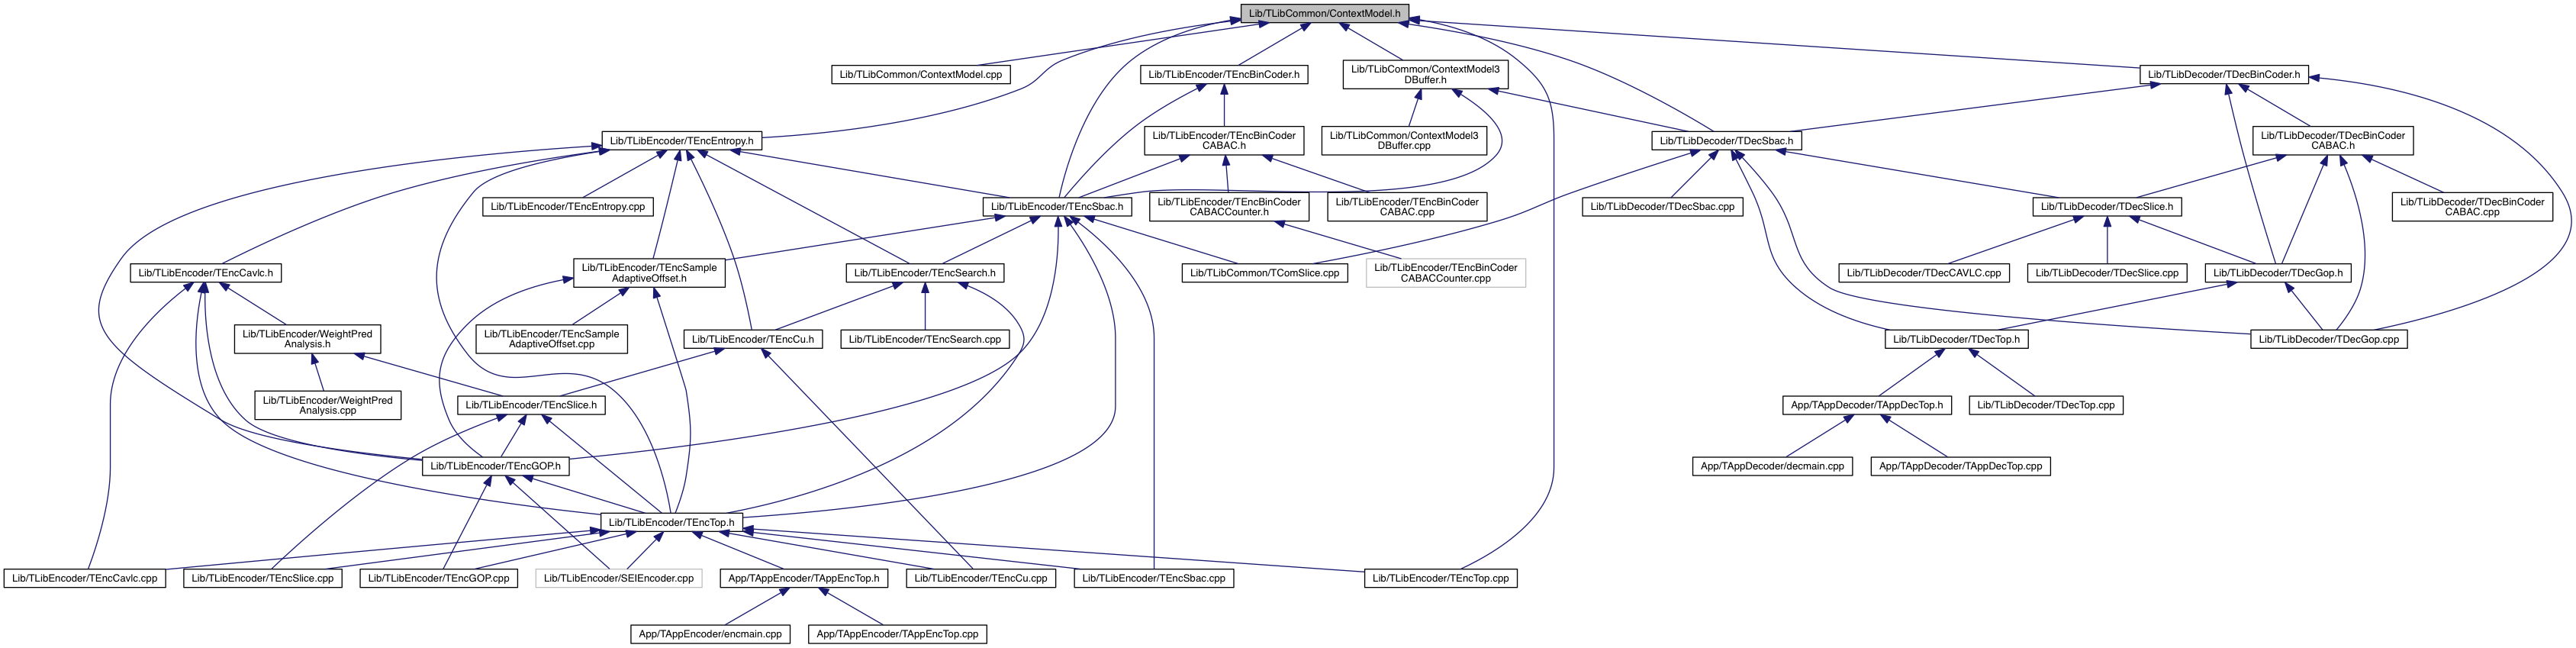 Lib/TLibCommon/ContextModel.h
Lib/TLibCommon/ContextModel.cpp
Lib/TLibEncoder/TEncBinCoder.h
Lib/TLibCommon/ContextModel3
DBuffer.h
Lib/TLibDecoder/TDecBinCoder.h
Lib/TLibEncoder/TEncEntropy.h
Lib/TLibEncoder/TEncBinCoder
CABAC.h
Lib/TLibCommon/ContextModel3
DBuffer.cpp
Lib/TLibDecoder/TDecSbac.h
Lib/TLibDecoder/TDecBinCoder
CABAC.h
Lib/TLibEncoder/TEncEntropy.cpp
Lib/TLibEncoder/TEncSbac.h
Lib/TLibEncoder/TEncBinCoder
CABACCounter.h
Lib/TLibEncoder/TEncBinCoder
CABAC.cpp
Lib/TLibDecoder/TDecSbac.cpp
Lib/TLibDecoder/TDecSlice.h
Lib/TLibDecoder/TDecBinCoder
CABAC.cpp
Lib/TLibEncoder/TEncCavlc.h
Lib/TLibEncoder/TEncSample
AdaptiveOffset.h
Lib/TLibEncoder/TEncSearch.h
Lib/TLibCommon/TComSlice.cpp
Lib/TLibEncoder/TEncBinCoder
CABACCounter.cpp
Lib/TLibDecoder/TDecCAVLC.cpp
Lib/TLibDecoder/TDecSlice.cpp
Lib/TLibDecoder/TDecGop.h
Lib/TLibEncoder/WeightPred
Analysis.h
Lib/TLibEncoder/TEncSample
AdaptiveOffset.cpp
Lib/TLibEncoder/TEncCu.h
Lib/TLibEncoder/TEncSearch.cpp
Lib/TLibDecoder/TDecTop.h
Lib/TLibDecoder/TDecGop.cpp
Lib/TLibEncoder/WeightPred
Analysis.cpp
Lib/TLibEncoder/TEncSlice.h
App/TAppDecoder/TAppDecTop.h
Lib/TLibDecoder/TDecTop.cpp
Lib/TLibEncoder/TEncGOP.h
App/TAppDecoder/decmain.cpp
App/TAppDecoder/TAppDecTop.cpp
Lib/TLibEncoder/TEncTop.h
Lib/TLibEncoder/TEncCavlc.cpp
Lib/TLibEncoder/TEncSlice.cpp
Lib/TLibEncoder/TEncGOP.cpp
Lib/TLibEncoder/SEIEncoder.cpp
App/TAppEncoder/TAppEncTop.h
Lib/TLibEncoder/TEncCu.cpp
Lib/TLibEncoder/TEncSbac.cpp
Lib/TLibEncoder/TEncTop.cpp
App/TAppEncoder/encmain.cpp
App/TAppEncoder/TAppEncTop.cpp